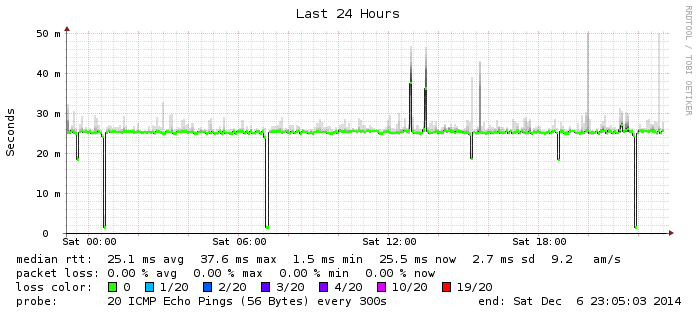 Last 24 Hours
RRDTOOL / TOBI OETIKER
Seconds
50 m
40 m
30 m
20 m
10 m
0
Sat 00:00 Sat 06:00 Sat 12:00 Sat 18:00
median rtt: 25.1 ms avg 37.6 ms max 1.5 ms min 25.5 ms now 2.7 ms sd 9.2 am/s
packet loss: 0.00 % avg 0.00 % max 0.00 % min 0.00 % now
loss color: 0 1/20 2/20 3/20 4/20 10/20 19/20
probe: 20 ICMP Echo Pings (56 Bytes) every 300s end: Sat Dec 6 23:05:03 2014